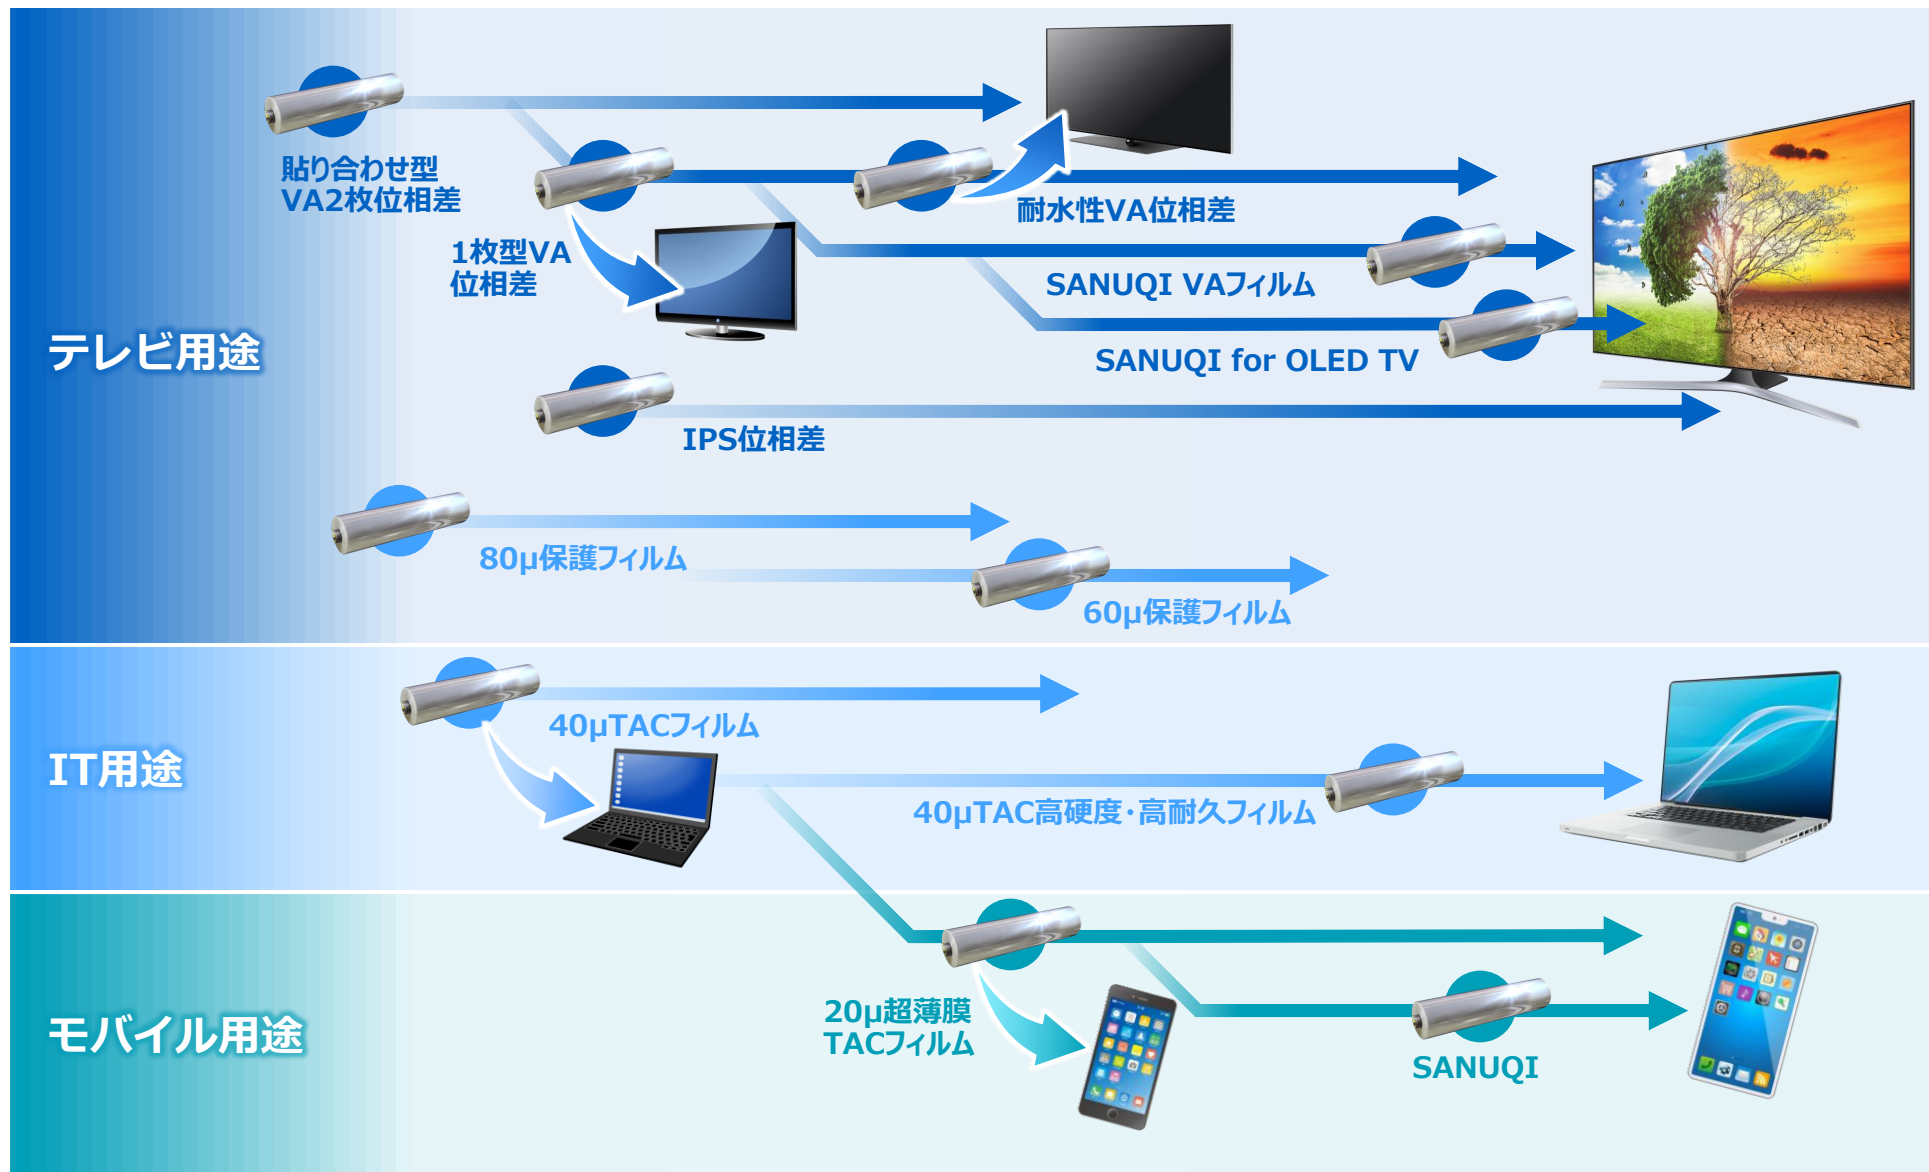 貼り合わせ型
VA2枚位相差
耐水性VA位相差
1枚型VA
位相差
SANUQI VAフィルム
テレビ用途
SANUQI for OLED TV
IPS位相差
80μ保護フィルム
60μ保護フィルム
40μTACフィルム
IT用途
40μTAC高硬度・高耐久フィルム
20μ超薄膜
TACフィルム
モバイル用途
SANUQI